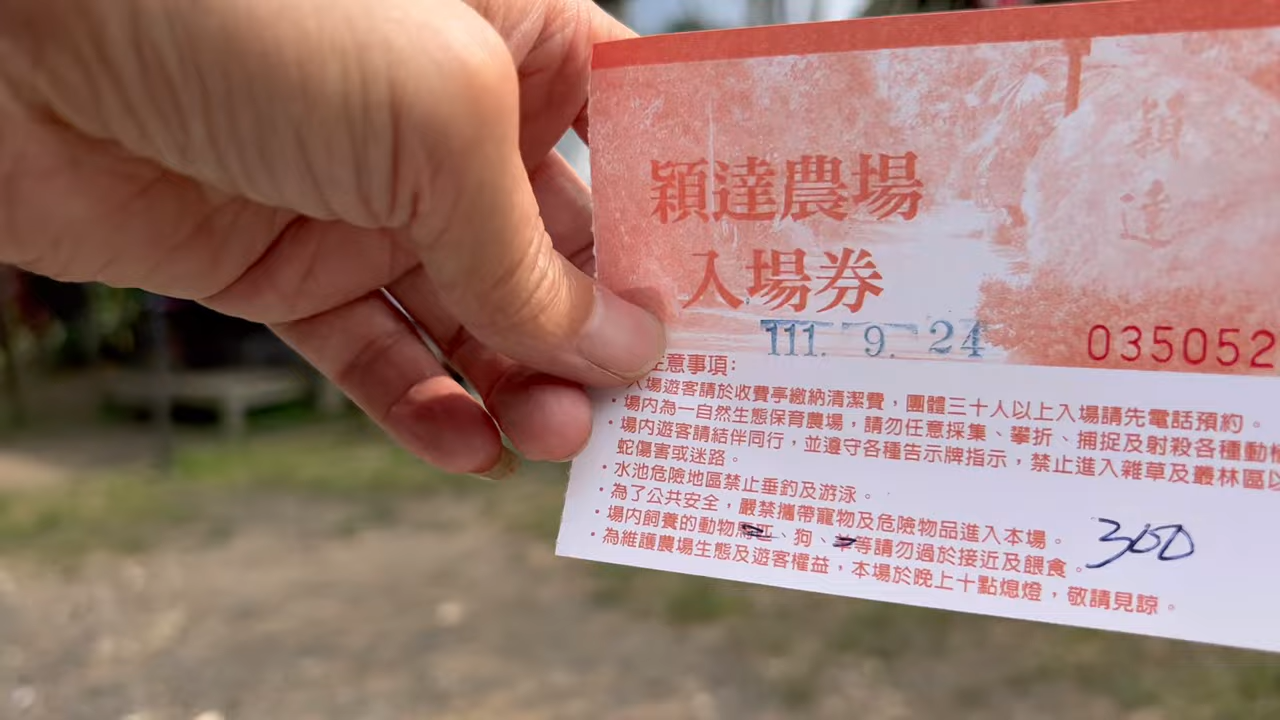 穎達農場
入場券
穎
達
111. 9. 24
035052
意事項：
場遊客請於收費亭繳納清潔費，團體三十人以上入場請先電話預約。
・場內為一自然生態保育農場，請勿任意採集、攀折、捕捉及射殺各種動植
・場內遊客請結伴同行，並遵守各種告示牌指示，禁止進入雜草及叢林區以
蛇傷害或迷路。
・水池危險地區禁止垂釣及游泳。
・為了公共安全，嚴禁攜帶寵物及危險物品進入本場。
・場內飼養的動物、狗、等請勿過於接近及餵食。
300
・為維護農場生態及遊客權益，本場於晚上十點熄燈，敬請見諒。